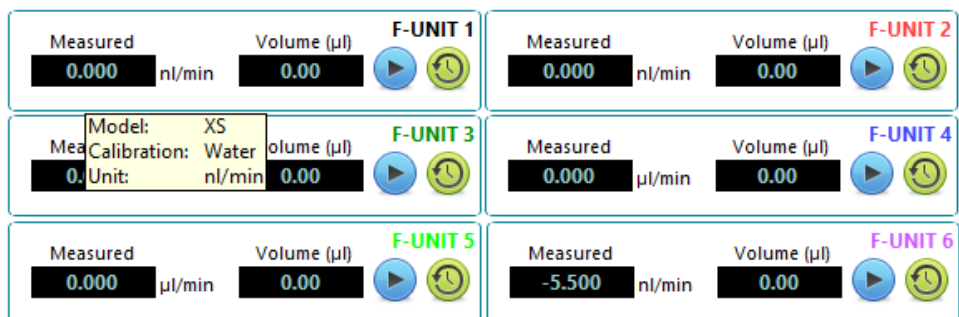 F-UNIT 1
Measured Volume (µl)
0.000 nl/min 0.00
F-UNIT 2
Measured Volume (µl)
0.000 nl/min 0.00
F-UNIT 3
Mea olume (µl)
0. 0.00
Model: XS
Calibration: Water
Unit: nl/min
F-UNIT 4
Measured Volume (µl)
0.000 µl/min 0.00
F-UNIT 5
Measured Volume (µl)
0.000 µl/min 0.00
F-UNIT 6
Measured Volume (µl)
-5.500 nl/min 0.00